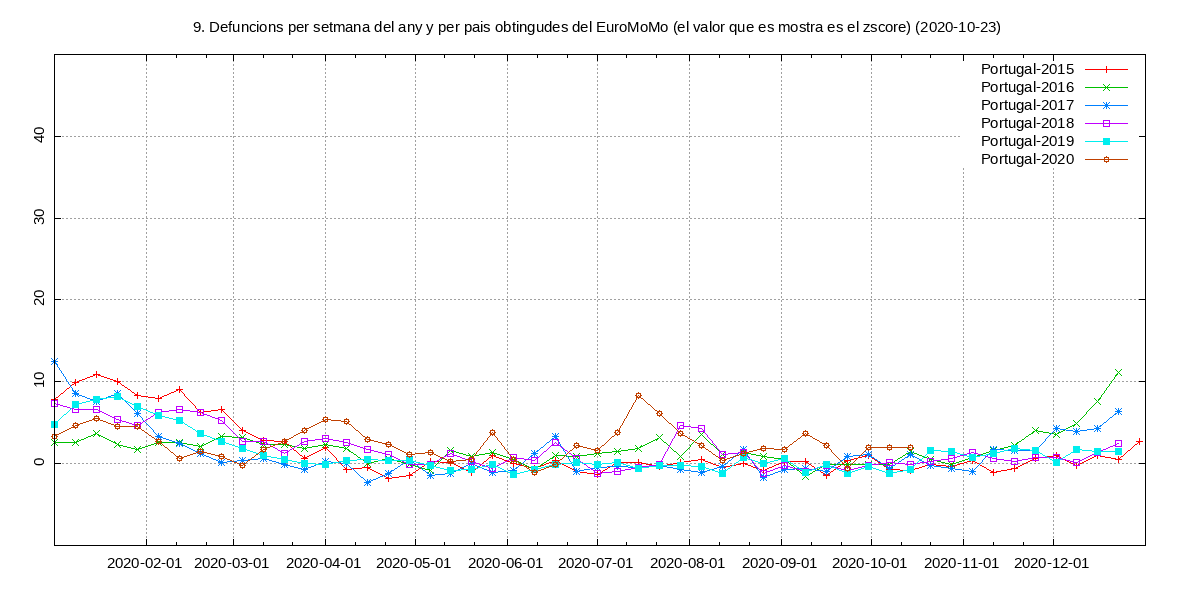 9. Defuncions per setmana del any y per pais obtingudes del EuroMoMo (el valor que es mostra es el zscore) (2020-10-23)
Portugal-2015
Portugal-2016
Portugal-2017
Portugal-2018
Portugal-2019
Portugal-2020
40
30
20
10
0
2020-02-01 2020-03-01 2020-04-01 2020-05-01 2020-06-01 2020-07-01 2020-08-01 2020-09-01 2020-10-01 2020-11-01 2020-12-01